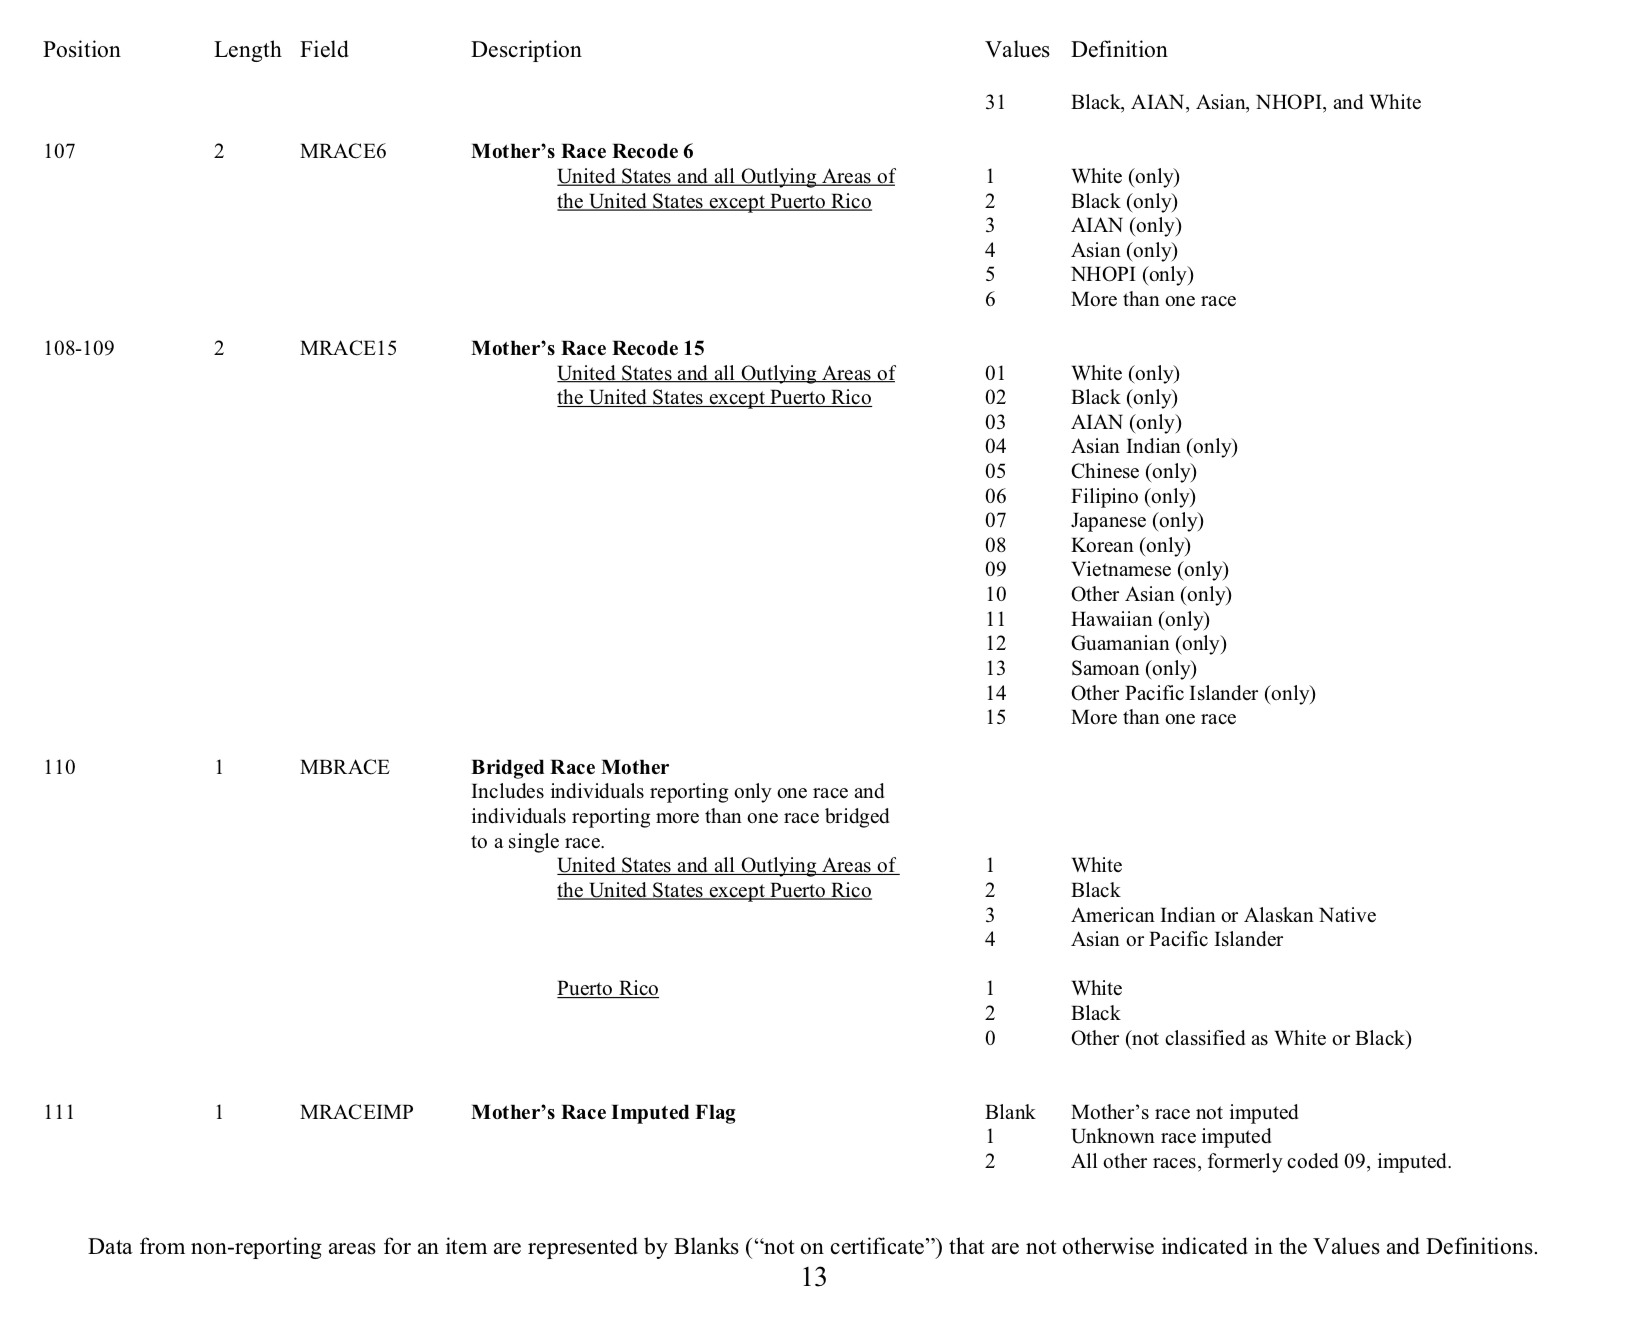 Position Length Field Description Values Definition
31 Black, AIAN, Asian, NHOPI, and White
107 2 MRACE6 Mother’s Race Recode 6
United States and all Outlying Areas of 1 White (only)
the United States except Puerto Rico 2 Black (only)
3 AIAN (only)
4 Asian (only)
5 NHOPI (only)
6 More than one race
108-109 2 MRACE15 Mother’s Race Recode 15
United States and all Outlying Areas of 01 White (only)
the United States except Puerto Rico 02 Black (only)
03 AIAN (only)
04 Asian Indian (only)
05 Chinese (only)
06 Filipino (only)
07 Japanese (only)
08 Korean (only)
09 Vietnamese (only)
10 Other Asian (only)
11 Hawaiian (only)
12 Guamanian (only)
13 Samoan (only)
14 Other Pacific Islander (only)
15 More than one race
110 1 MBRACE Bridged Race Mother
Includes individuals reporting only one race and
individuals reporting more than one race bridged
to a single race.
United States and all Outlying Areas of 1 White
the United States except Puerto Rico 2 Black
3 American Indian or Alaskan Native
4 Asian or Pacific Islander
Puerto Rico 1 White
2 Black
0 Other (not classified as White or Black)
111 1 MRACEIMP Mother’s Race Imputed Flag Blank Mother’s race not imputed
1 Unknown race imputed
2 All other races, formerly coded 09, imputed.
Data from non-reporting areas for an item are represented by Blanks (“not on certificate”) that are not otherwise indicated in the Values and Definitions.
13